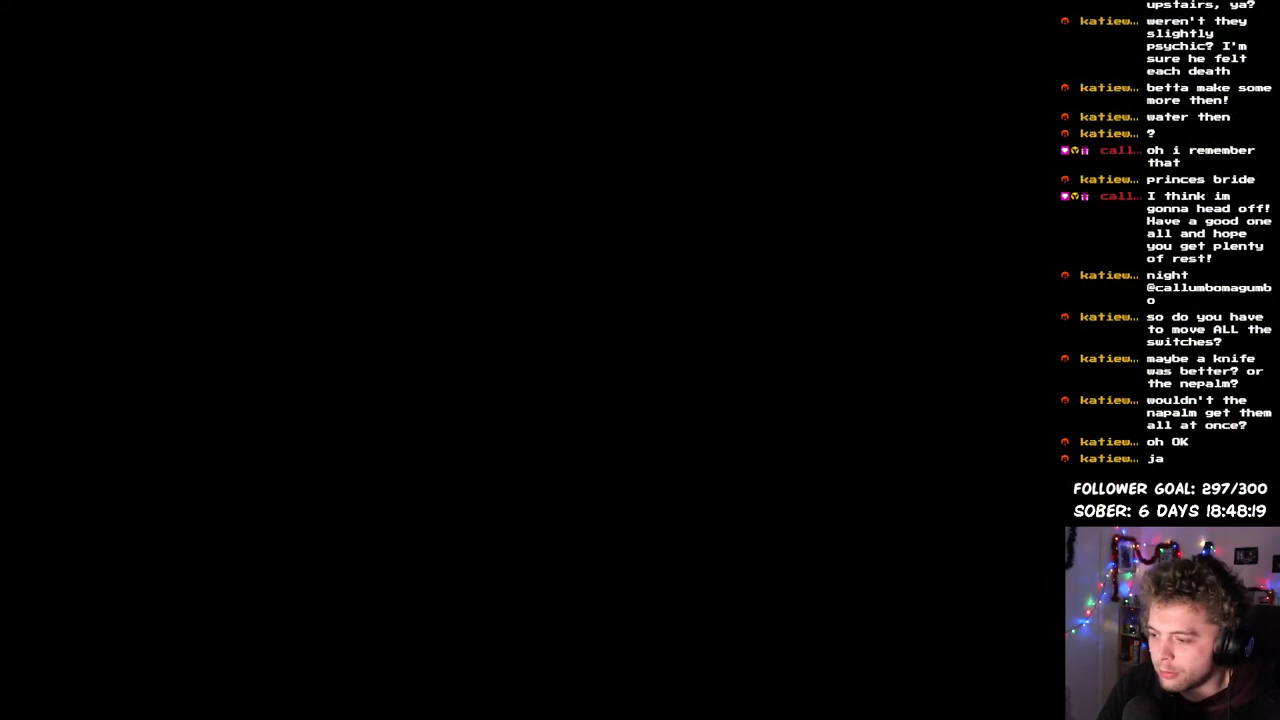 upstairs, ya?
katiew... weren't they
slightly
psychic? I'm
sure he felt
each death
katiew... betta make some
more then!
katiew... water then
katiew... ?
call... oh i remember
that
katiew... princes bride
call... I think im
gonna head off!
Have a good one
all and hope
you get plenty
of rest!
katiew... night
@callumbomagumb
o
katiew... so do you have
to move ALL the
switches?
katiew... maybe a knife
was better? or
the nepalm?
katiew... wouldn't the
napalm get them
all at once?
katiew... oh OK
katiew... ja
FOLLOWER GOAL: 297/300
SOBER: 6 DAYS 18:48:19